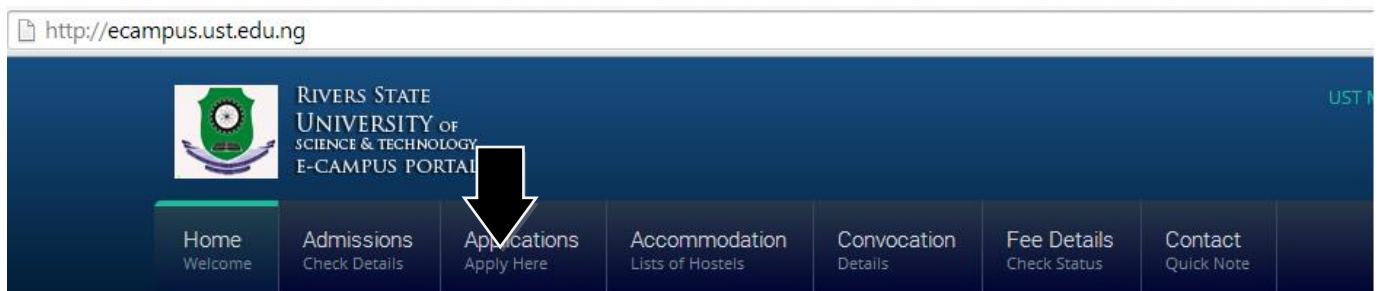 http://ecampus.ust.edu.ng
RIVERS STATE
UNIVERSITY OF
SCIENCE & TECHNOLOGY
E-CAMPUS PORTAL
UST
Home
Welcome
Admissions
Check Details
Applications
Apply Here
Accommodation
Lists of Hostels
Convocation
Details
Fee Details
Check Status
Contact
Quick Note